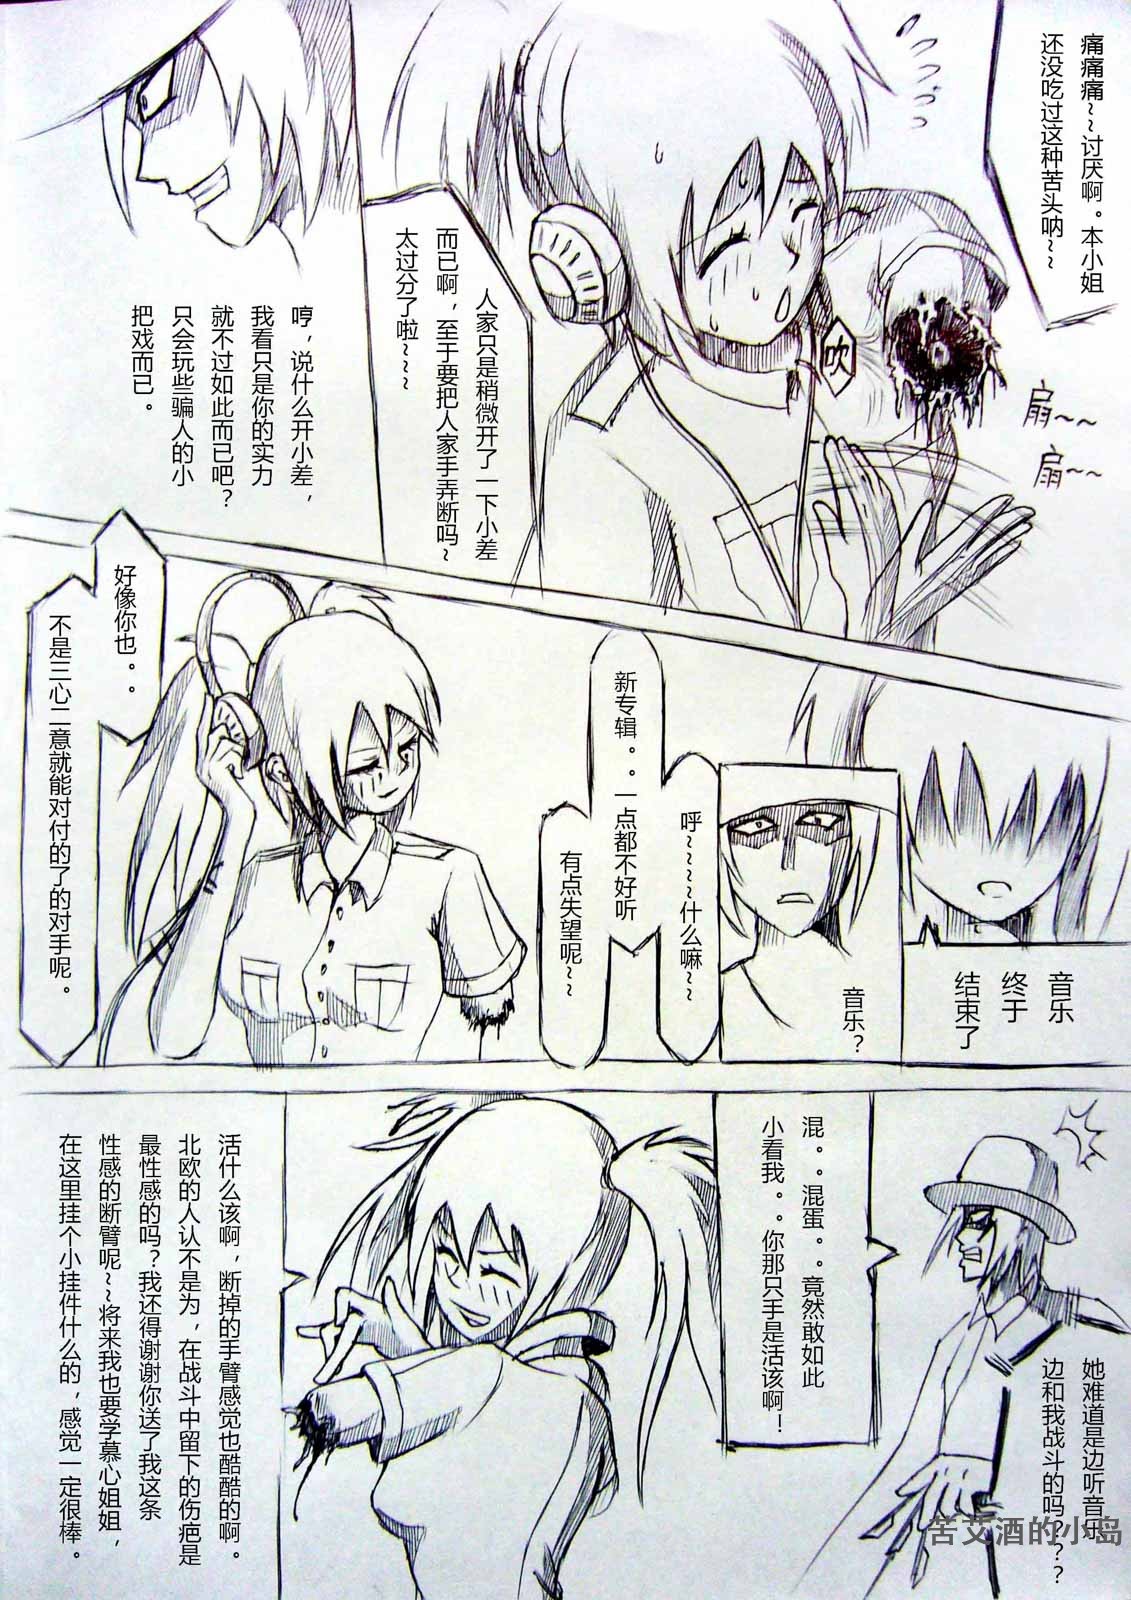 痛痛痛~~讨厌啊。本小姐
还没吃过这种苦头呐~~
吹
扇~~
扇~~
人家只是稍微开了一下小差
而已啊，至于要把人家手弄断吗~
太过分了啦~~~
哼，说什么开小差，
我看只是你的实力
就不过如此而已吧？
只会玩些骗人的小
把戏而已。
音乐
终于
结束了
音乐？
呼~~~~什么嘛~~
新专辑。。一点都不好听
有点失望呢~~
好像你也。。
不是三心二意就能对付的了的对手呢。
她难道是边听音乐
边和我战斗的吗？？？
混。。混蛋。。竟然敢如此
小看我。。你那只手是活该啊！
活什么该啊，断掉的手臂感觉也酷酷的啊。
北欧的人认不是为，在战斗中留下的伤疤是
最性感的吗？我还得谢谢你送了我这条
性感的断臂呢~~将来我也要学慕心姐姐，
在这里挂个小挂件什么的，感觉一定很棒。
苦艾酒的小岛